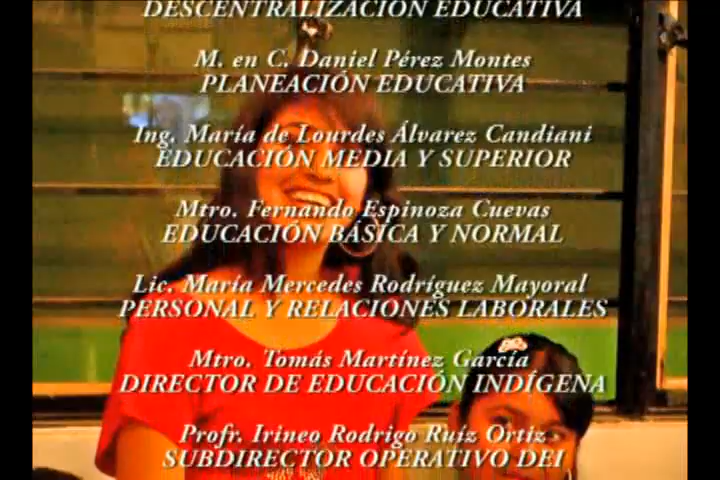 DESCENTRALIZACIÓN EDUCATIVA
M. en C. Daniel Pérez Montes
PLANEACIÓN EDUCATIVA
Ing. María de Lourdes Álvarez Candiani
EDUCACIÓN MEDIA Y SUPERIOR
Mtro. Fernando Espinoza Cuevas
EDUCACIÓN BÁSICA Y NORMAL
Lic. María Mercedes Rodríguez Mayoral
PERSONAL Y RELACIONES LABORALES
Mtro. Tomás Martínez García
DIRECTOR DE EDUCACIÓN INDÍGENA
Profr. Irineo Rodrigo Ruíz Ortiz
SUBDIRECTOR OPERATIVO DEI